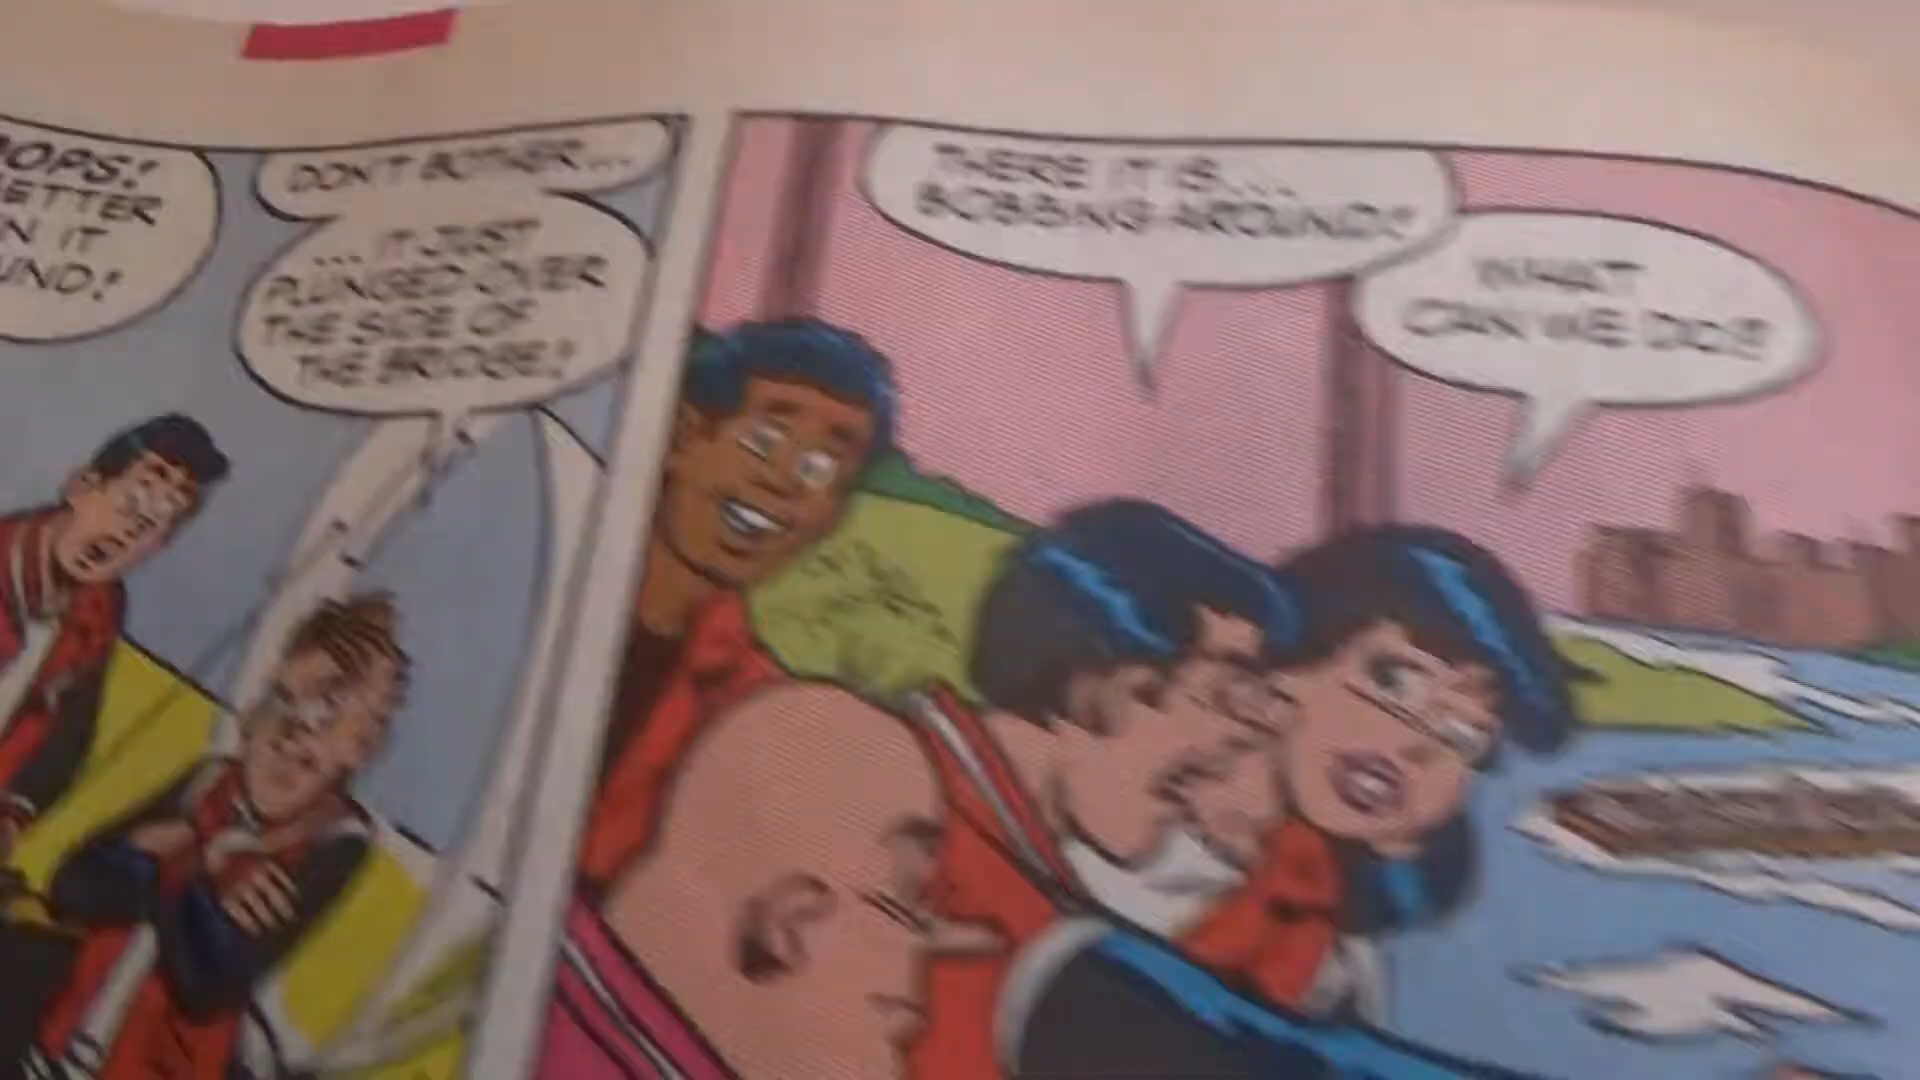 OOPS!
BETTER
N IT
UND!
DON'T BOTHER...
... IT JUST
PLUNGED OVER
THE SIDE OF
THE BRIDGE!
THERE IT IS...
BOBBING AROUND!
WHAT
CAN WE DO?